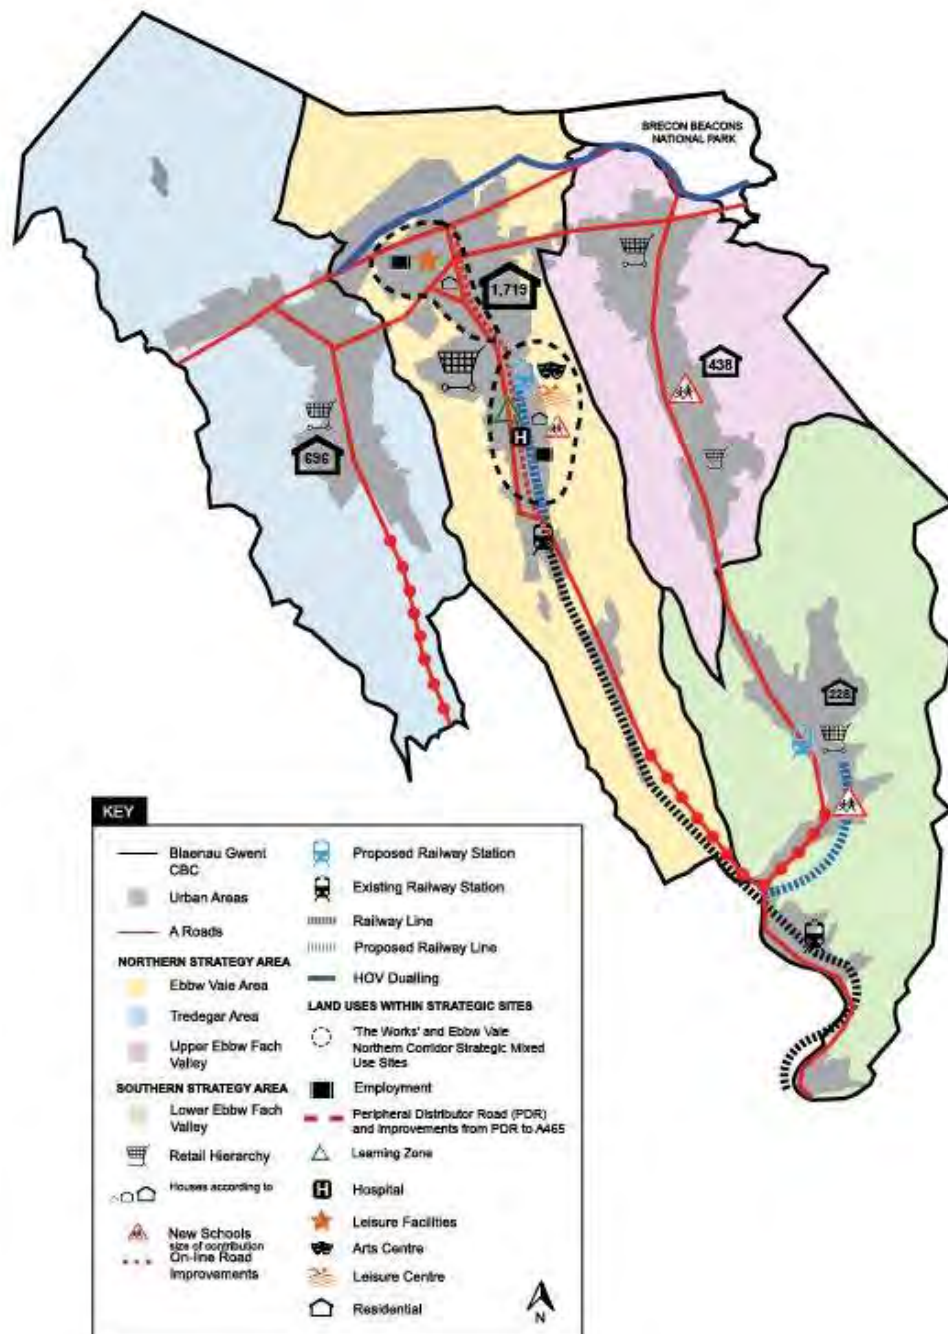 BRECON BEACONS
NATIONAL PARK
1,719
438
696
H
228
KEY
Blaenau Gwent
CBC
Urban Areas
A Roads
NORTHERN STRATEGY AREA
Ebbw Vale Area
Tredegar Area
Upper Ebbw Fach
Valley
SOUTHERN STRATEGY AREA
Lower Ebbw Fach
Valley
Retail Hierarchy
Houses according to
New Schools
size of contribution
On-line Road
Improvements
Proposed Railway Station
Existing Railway Station
Railway Line
Proposed Railway Line
HOV Dualling
LAND USES WITHIN STRATEGIC SITES
'The Works' and Ebbw Vale
Northern Corridor Strategic Mixed
Use Sites
Employment
Peripheral Distributor Road (PDR)
and Improvements from PDR to A465
Learning Zone
H
Hospital
Leisure Facilities
Arts Centre
Leisure Centre
Residential
N